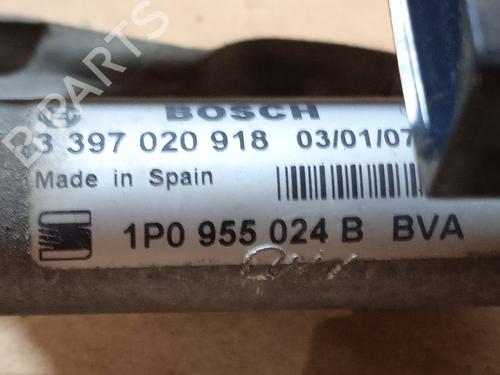 B-PARTS
BOSCH
3 397 020 918 03/01/07
Made in Spain
1P0 955 024 B BVA